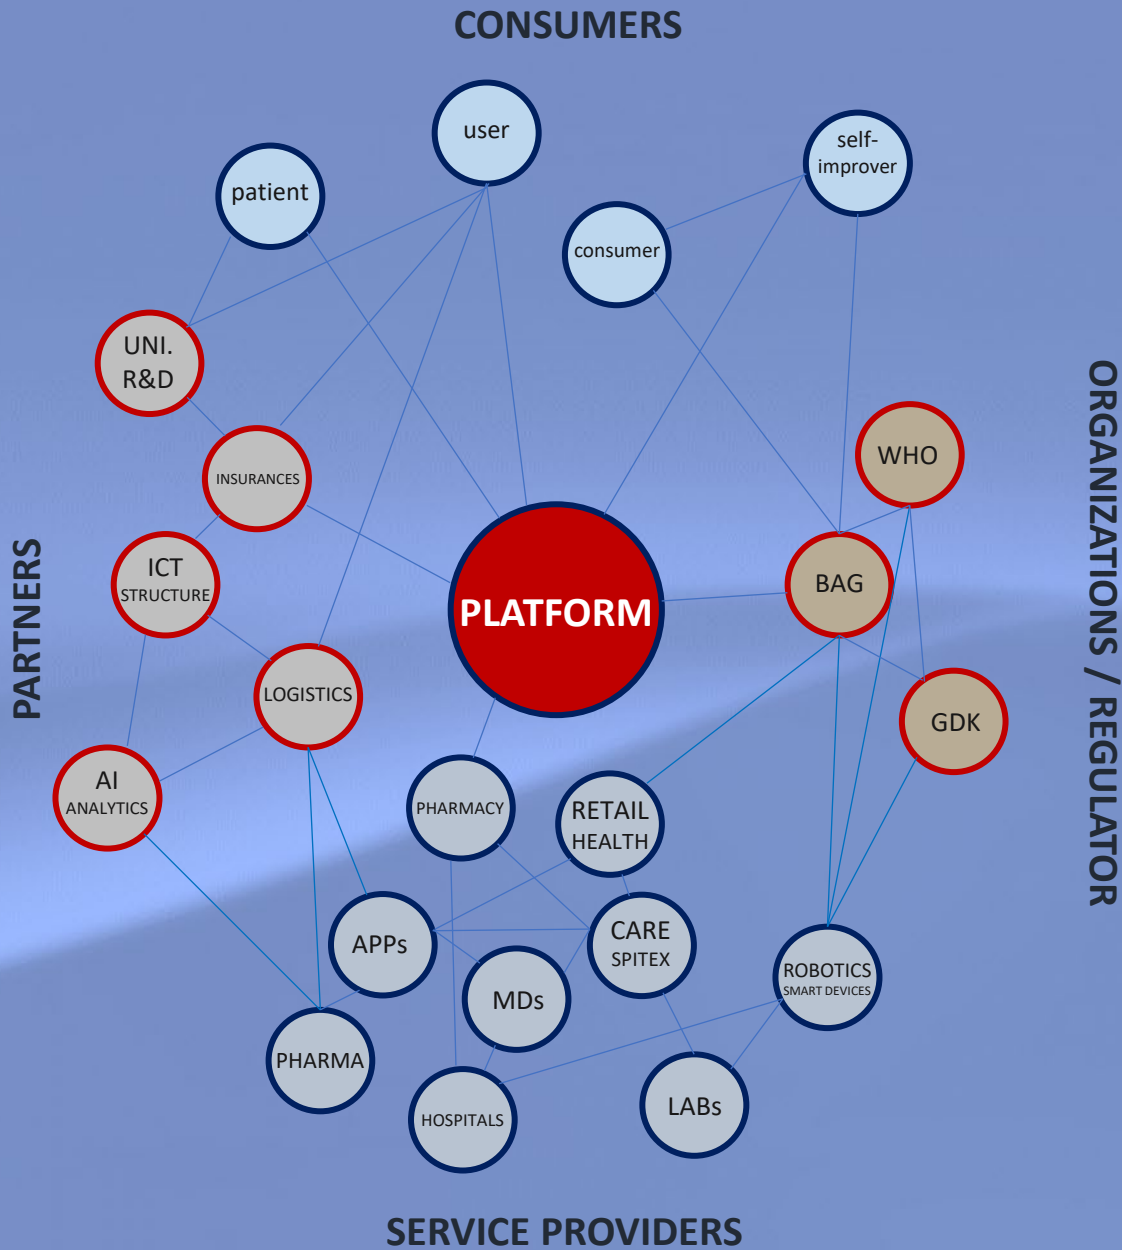 CONSUMERS
user
self-
improver
patient
consumer
UNI.
R&D
INSURANCES
WHO
ICT
STRUCTURE
BAG
PLATFORM
LOGISTICS
GDK
AI
ANALYTICS
PHARMACY
RETAIL
HEALTH
APPs
CARE
SPITEX
MDs
ROBOTICS
SMART DEVICES
PHARMA
HOSPITALS
LABs
PARTNERS
ORGANIZATIONS / REGULATOR
SERVICE PROVIDERS